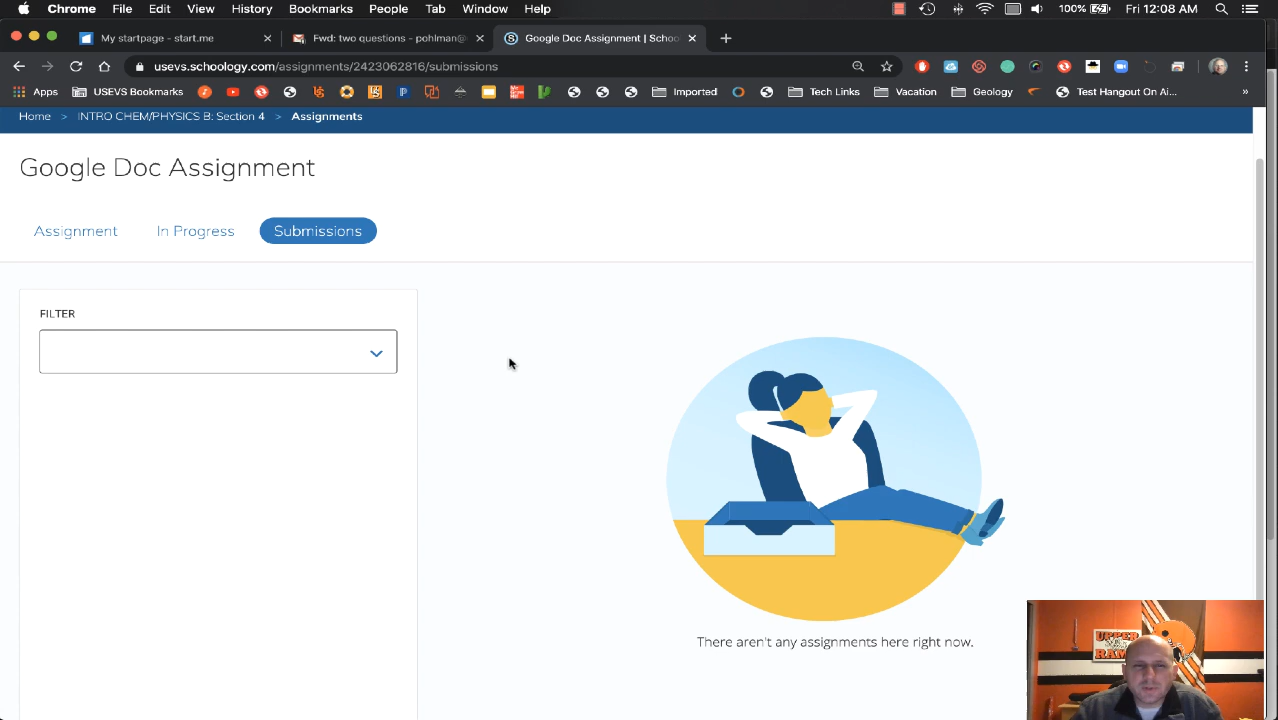 Chrome File Edit View History Bookmarks People Tab Window Help 100% Fri 12:08 AM
My startpage - start.me Fwd: two questions - pohlman@ Google Doc Assignment | Schoo
usevs.schoology.com/assignments/2423062816/submissions
Apps USEVS Bookmarks Imported Tech Links Vacation Geology Test Hangout On Ai... »
Home > INTRO CHEM/PHYSICS B: Section 4 > Assignments
Google Doc Assignment
Assignment In Progress Submissions
FILTER
There aren't any assignments here right now.
UPPER
RAM